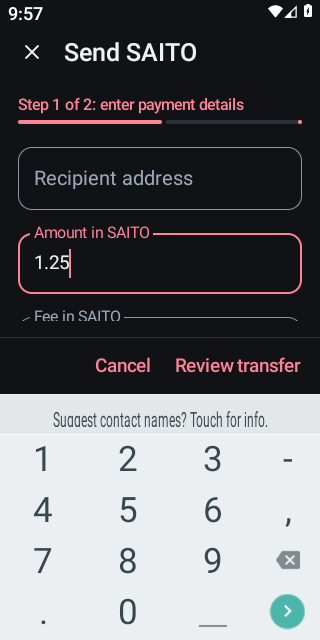 9:57
Send SAITO
Step 1 of 2: enter payment details
Recipient address
Amount in SAITO
1.25
Fee in SAITO
Cancel Review transfer
Suggest contact names? Touch for info.
1 2 3 -
4 5 6 ,
7 8 9
. 0 _